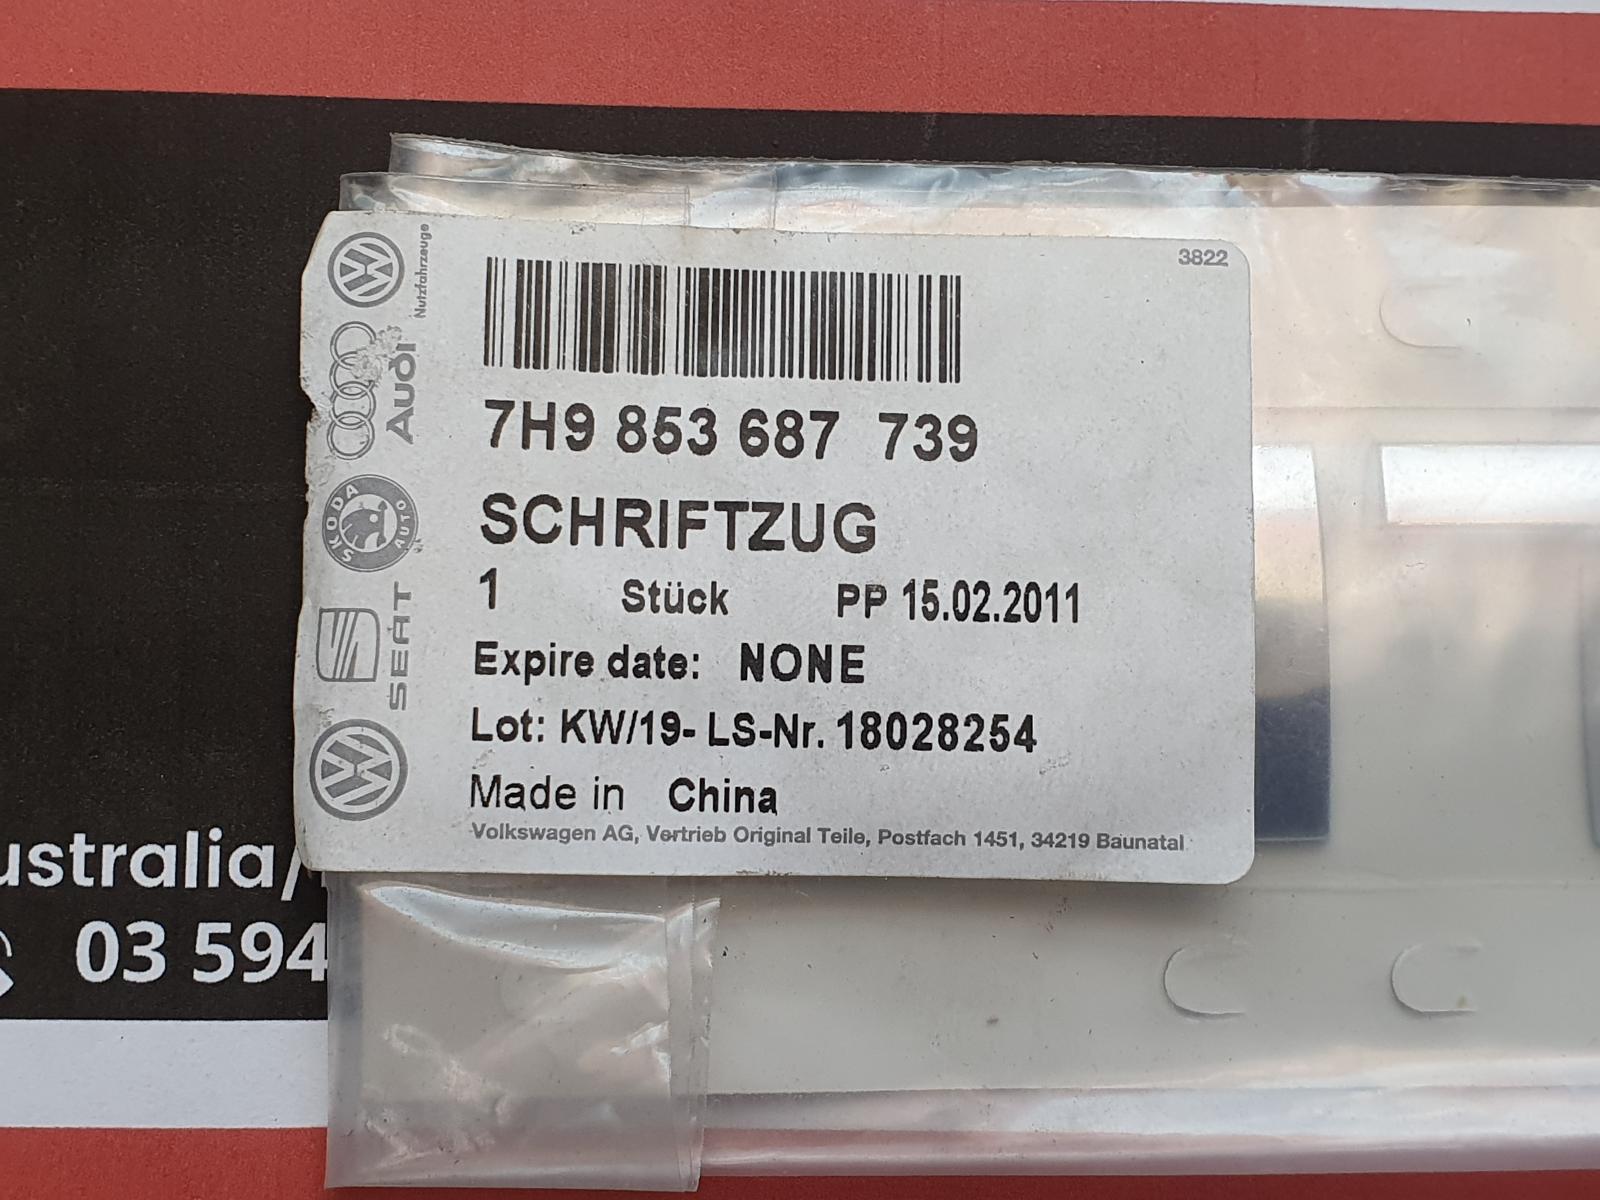 3822
Nutzfahrzeuge
Audi
SKODA AUTO
SEAT
7H9 853 687 739
SCHRIFTZUG
1 Stück PP 15.02.2011
Expire date: NONE
Lot: KW/19- LS-Nr. 18028254
Made in China
Volkswagen AG, Vertrieb Original Teile, Postfach 1451, 34219 Baunatal
ustralia/
03 594